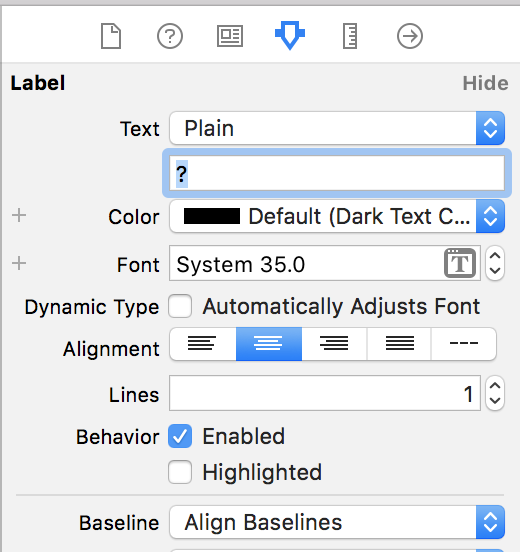 Label Hide
Text Plain
?
Color Default (Dark Text C...
Font System 35.0 T
Dynamic Type Automatically Adjusts Font
Alignment
Lines 1
Behavior Enabled
Highlighted
Baseline Align Baselines